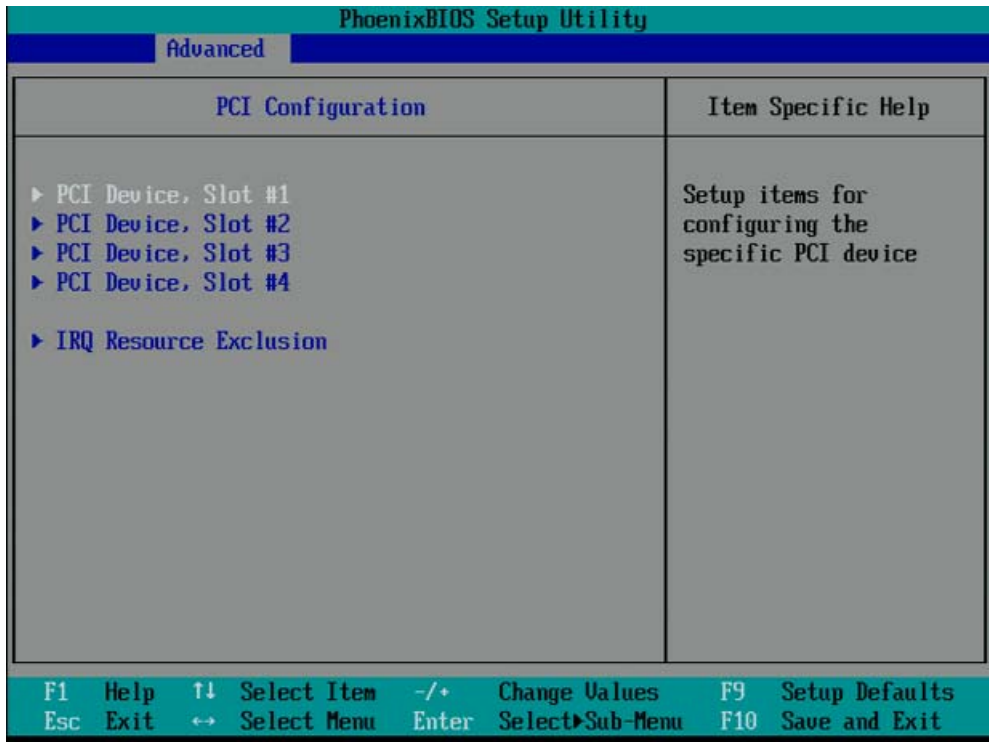 PhoenixBIOS Setup Utility
Advanced
PCI Configuration
Item Specific Help
▶ PCI Device, Slot #1
▶ PCI Device, Slot #2
▶ PCI Device, Slot #3
▶ PCI Device, Slot #4
▶ IRQ Resource Exclusion
Setup items for
configuring the
specific PCI device
F1 Help ↑↓ Select Item -/+ Change Values F9 Setup Defaults
Esc Exit ↔ Select Menu Enter Select▶Sub-Menu F10 Save and Exit